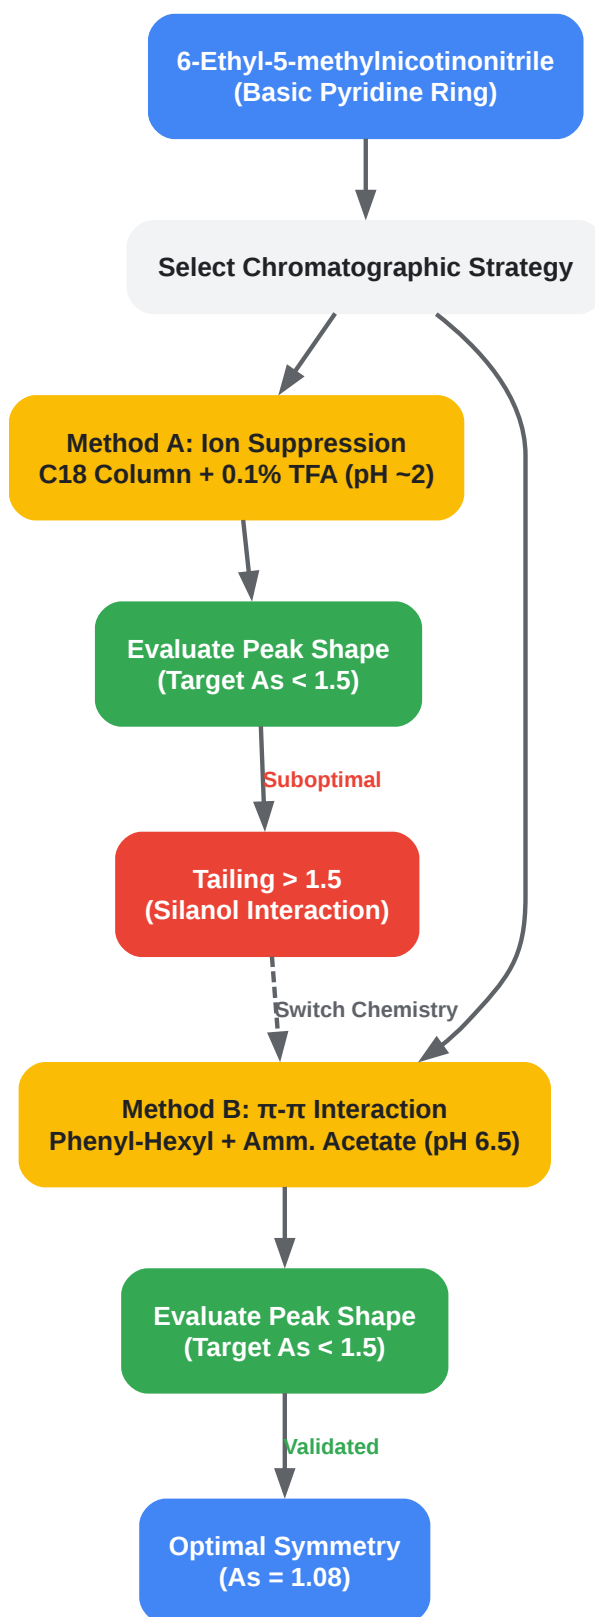 6-Ethyl-5-methylnicotinonitrile
(Basic Pyridine Ring)
Select Chromatographic Strategy
Method A: Ion Suppression
C18 Column + 0.1% TFA (pH ~2)
Evaluate Peak Shape
(Target As < 1.5)
Suboptimal
Tailing > 1.5
(Silanol Interaction)
Switch Chemistry
Method B: π-π Interaction
Phenyl-Hexyl + Amm. Acetate (pH 6.5)
Evaluate Peak Shape
(Target As < 1.5)
Validated
Optimal Symmetry
(As = 1.08)